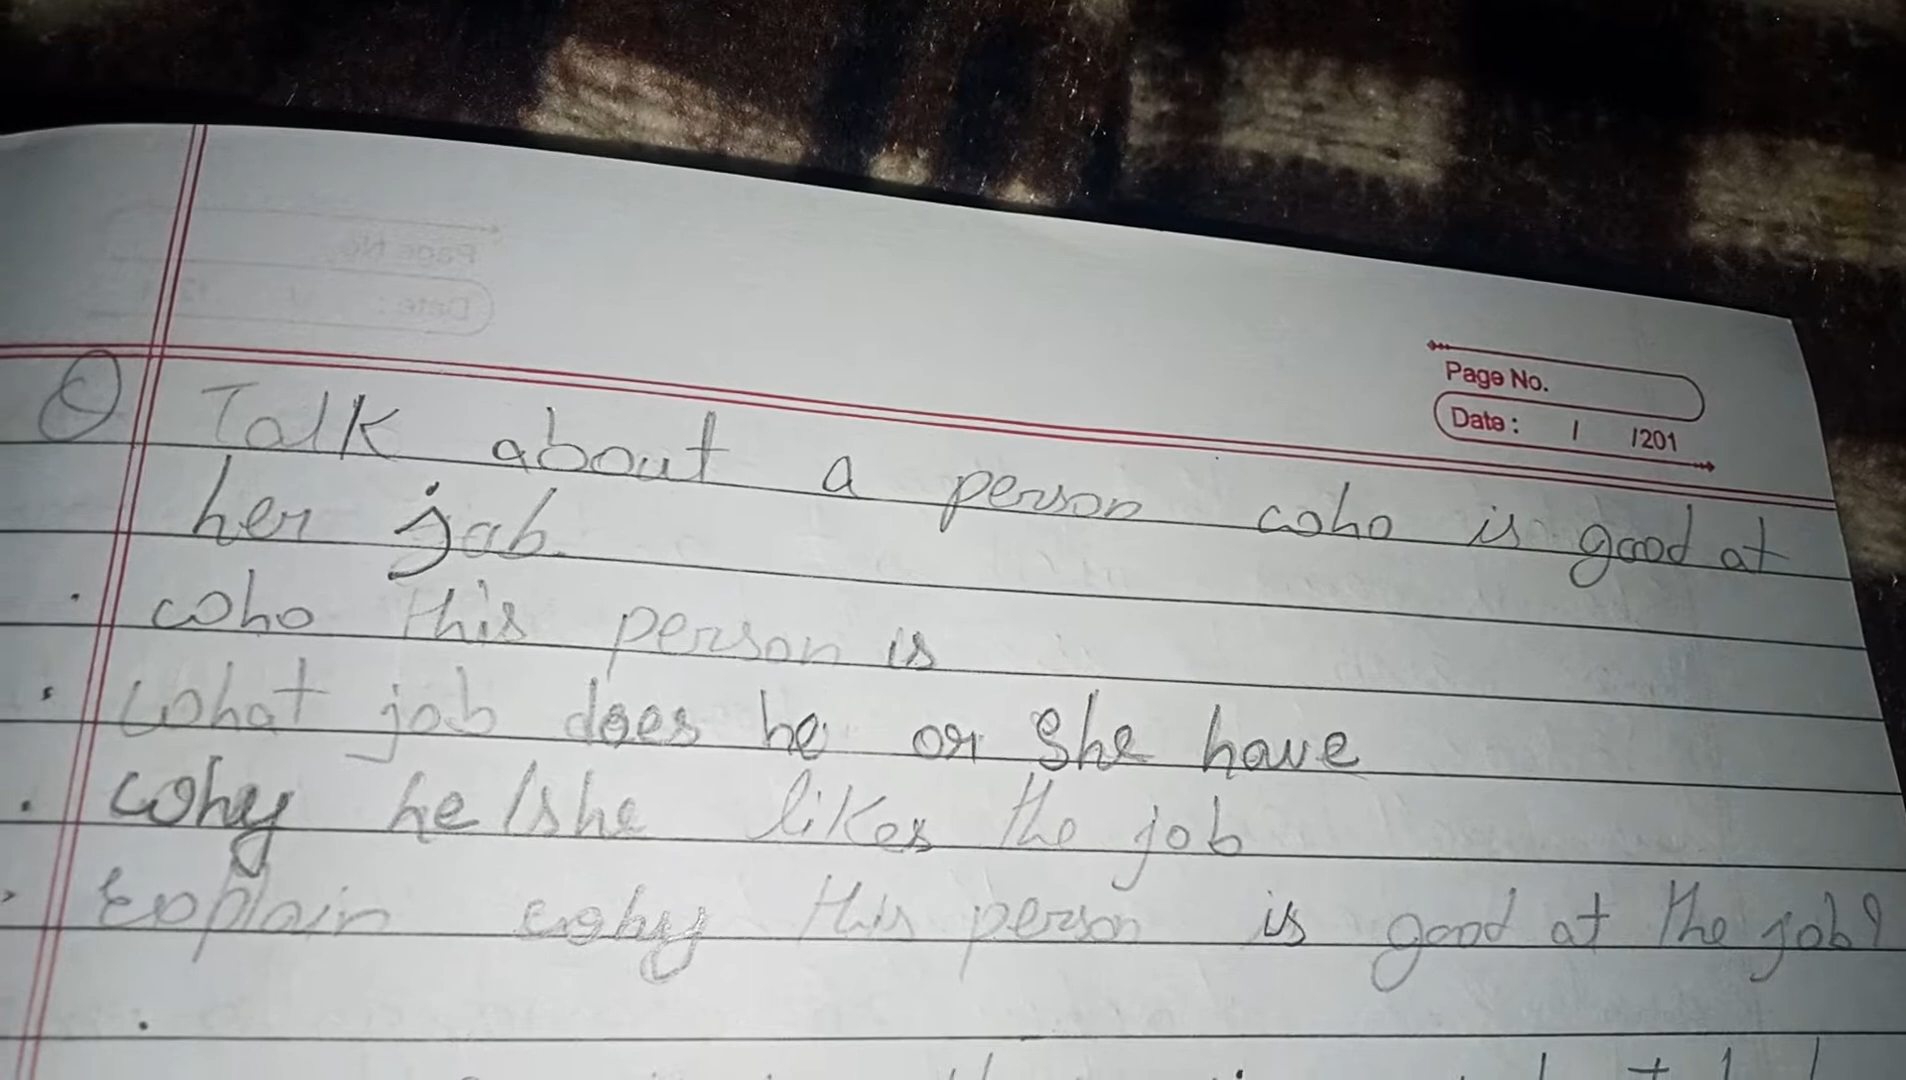 Page No.
Date : / /201
Talk about a person who is good at
her job.
. who this person is
. what job does he or she have
. why he/she likes the job
. Explain why this person is good at the job?